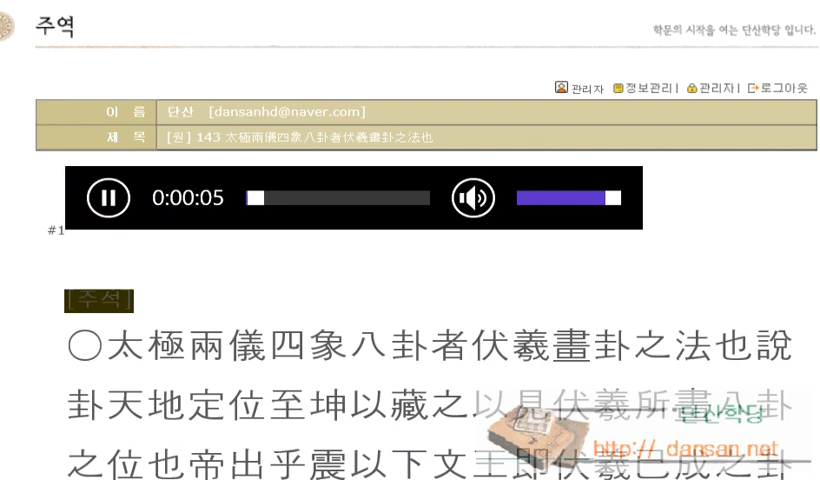 주역
학문의 시작을 여는 단산학당 입니다.
관리자 정보관리| 관리자| 로그아웃
이 름 단산 [dansanhd@naver.com]
제 목 [원] 143 太極兩儀四象八卦者伏羲畫卦之法也
0:00:05
#1
[주석]
○太極兩儀四象八卦者伏羲畫卦之法也說
卦天地定位至坤以藏之以見伏羲所畫八卦
단산학당
http:// dansan.net
之位也帝出乎震以下文王即伏羲已成之卦